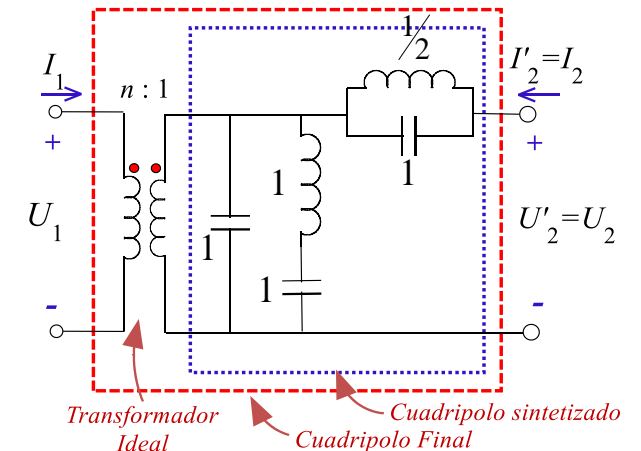 1/2
I₁
I′₂=I₂
n : 1
+
+
1
1
1
1
U₁
U′₂=U₂
-
-
Transformador
Ideal
Cuadripolo sintetizado
Cuadripolo Final